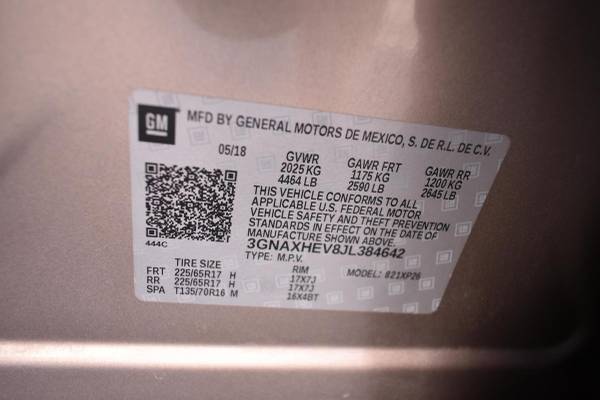 GM
MFD BY GENERAL MOTORS DE MEXICO, S. DE R.L. DE C.V.
05/18 GVWR GAWR FRT GAWR RR
2025 KG 1175 KG 1200 KG
4464 LB 2590 LB 2645 LB
THIS VEHICLE CONFORMS TO ALL
APPLICABLE U.S. FEDERAL MOTOR
VEHICLE SAFETY AND THEFT PREVENTION
STANDARDS IN EFFECT ON THE DATE OF
MANUFACTURE SHOWN ABOVE.
444C
3GNAXHEV8JL384642
TYPE: M.P.V. MODEL: 821XP26
TIRE SIZE RIM
FRT 225/65R17 H 17X7J
RR 225/65R17 H 17X7J
SPA T135/70R16 M 16X4BT